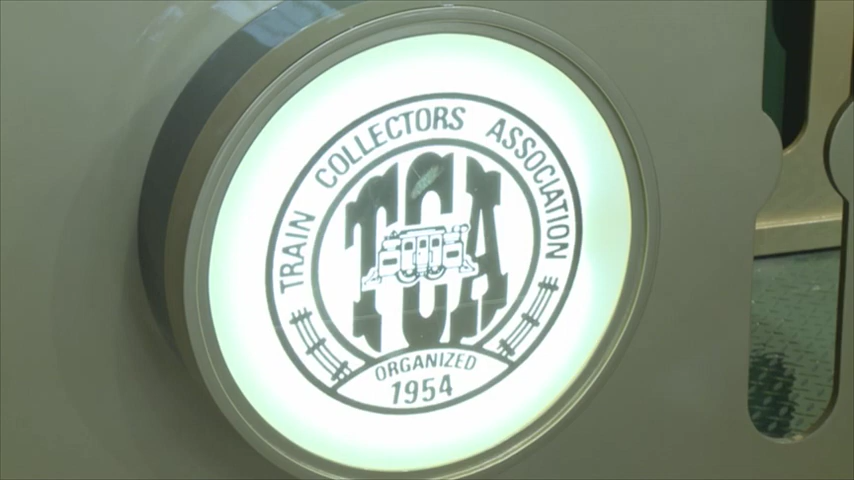 TRAIN COLLECTORS ASSOCIATION
TCA
ORGANIZED
1954